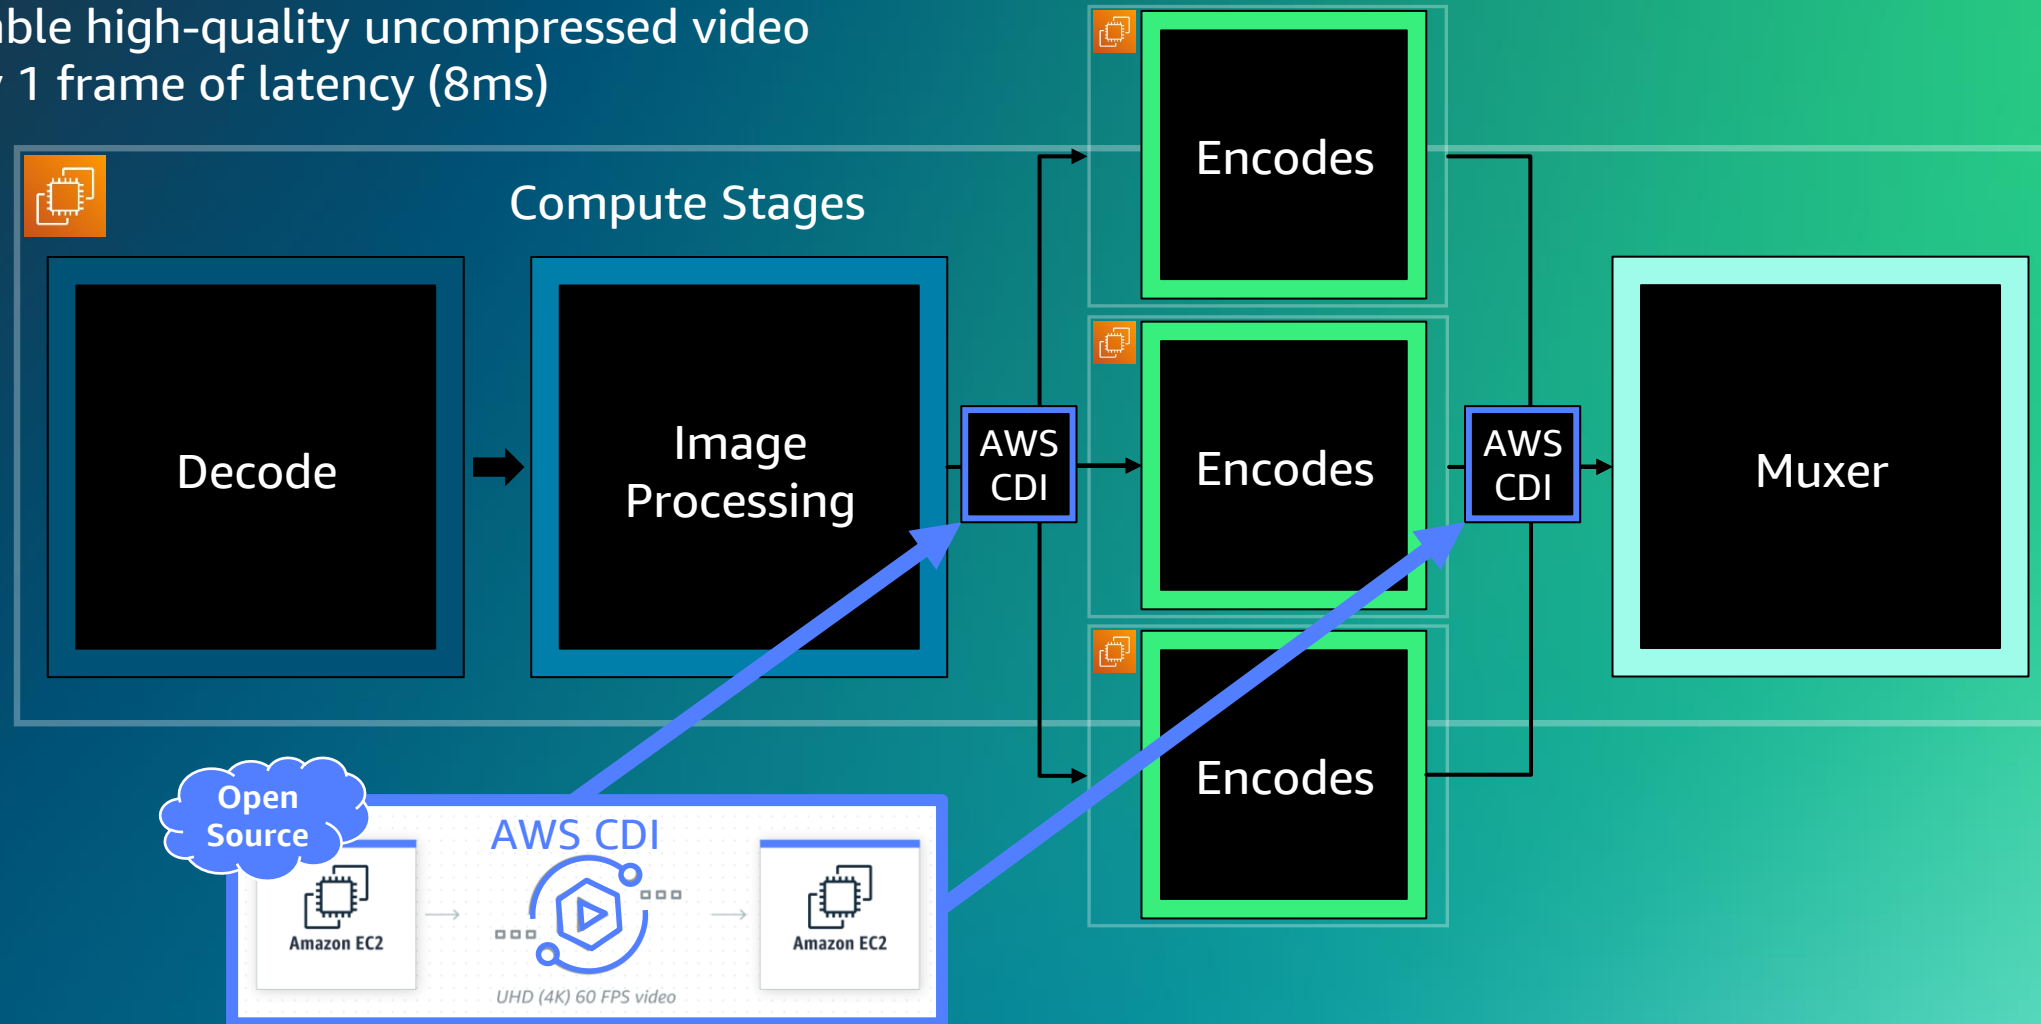 high-quality uncompressed video
1 frame of latency (8ms)
Compute Stages
Decode
Image
Processing
AWS
CDI
Encodes
Encodes
Encodes
AWS
CDI
Muxer
Open
Source
AWS CDI
Amazon EC2
Amazon EC2
UHD (4K) 60 FPS video